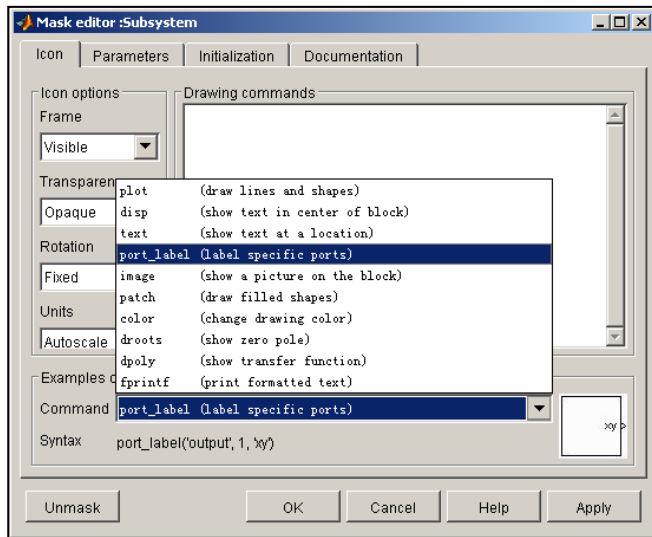 Mask editor :Subsystem
Icon Parameters Initialization Documentation
Icon options Drawing commands
Frame
Visible
Transparen
Opaque
Rotation
Fixed
Units
Autoscale
plot (draw lines and shapes)
disp (show text in center of block)
text (show text at a location)
port_label (label specific ports)
image (show a picture on the block)
patch (draw filled shapes)
color (change drawing color)
droots (show zero pole)
dpoly (show transfer function)
fprintf (print formatted text)
Examples o
Command port_label (label specific ports)
Syntax port_label('output', 1, 'xy')
xy
Unmask OK Cancel Help Apply